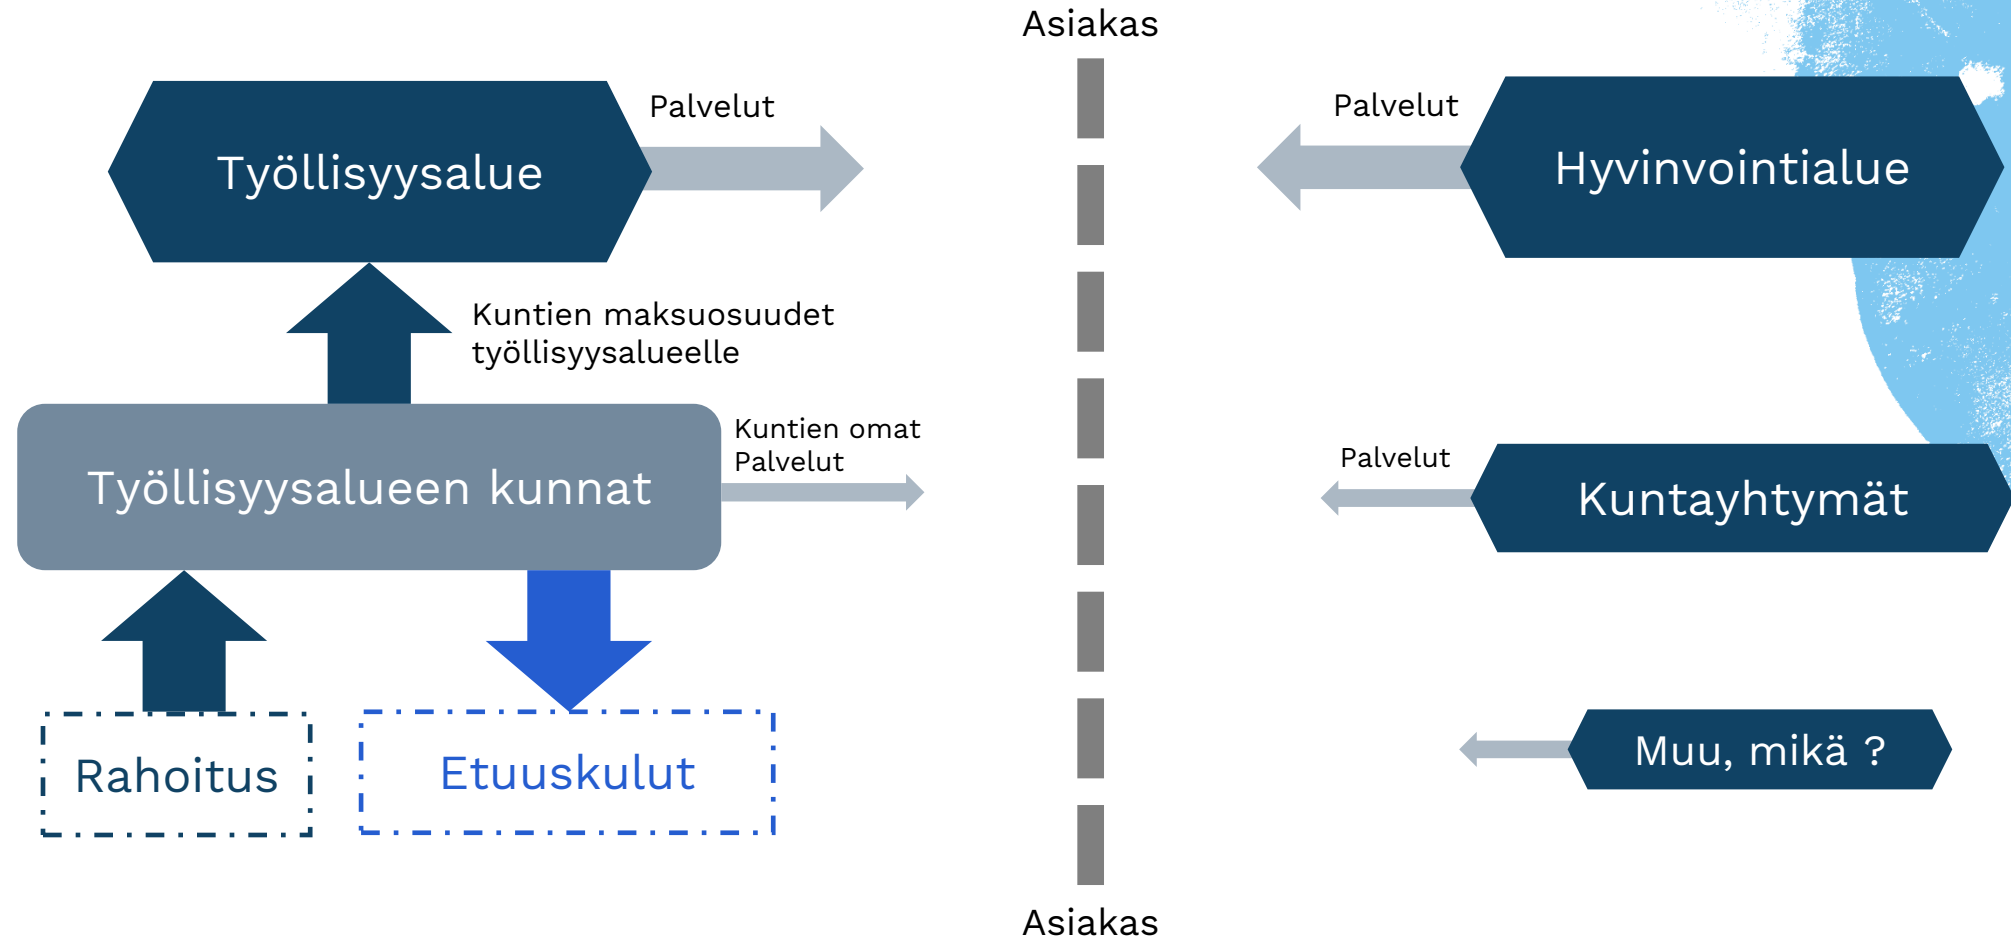 Asiakas
Palvelut
Työllisyysalue
Kuntien maksuosuudet
työllisyysalueelle
Kuntien omat
Palvelut
Työllisyysalueen kunnat
Rahoitus
Etuuskulut
Palvelut
Hyvinvointialue
Palvelut
Kuntayhtymät
Muu, mikä ?
Asiakas